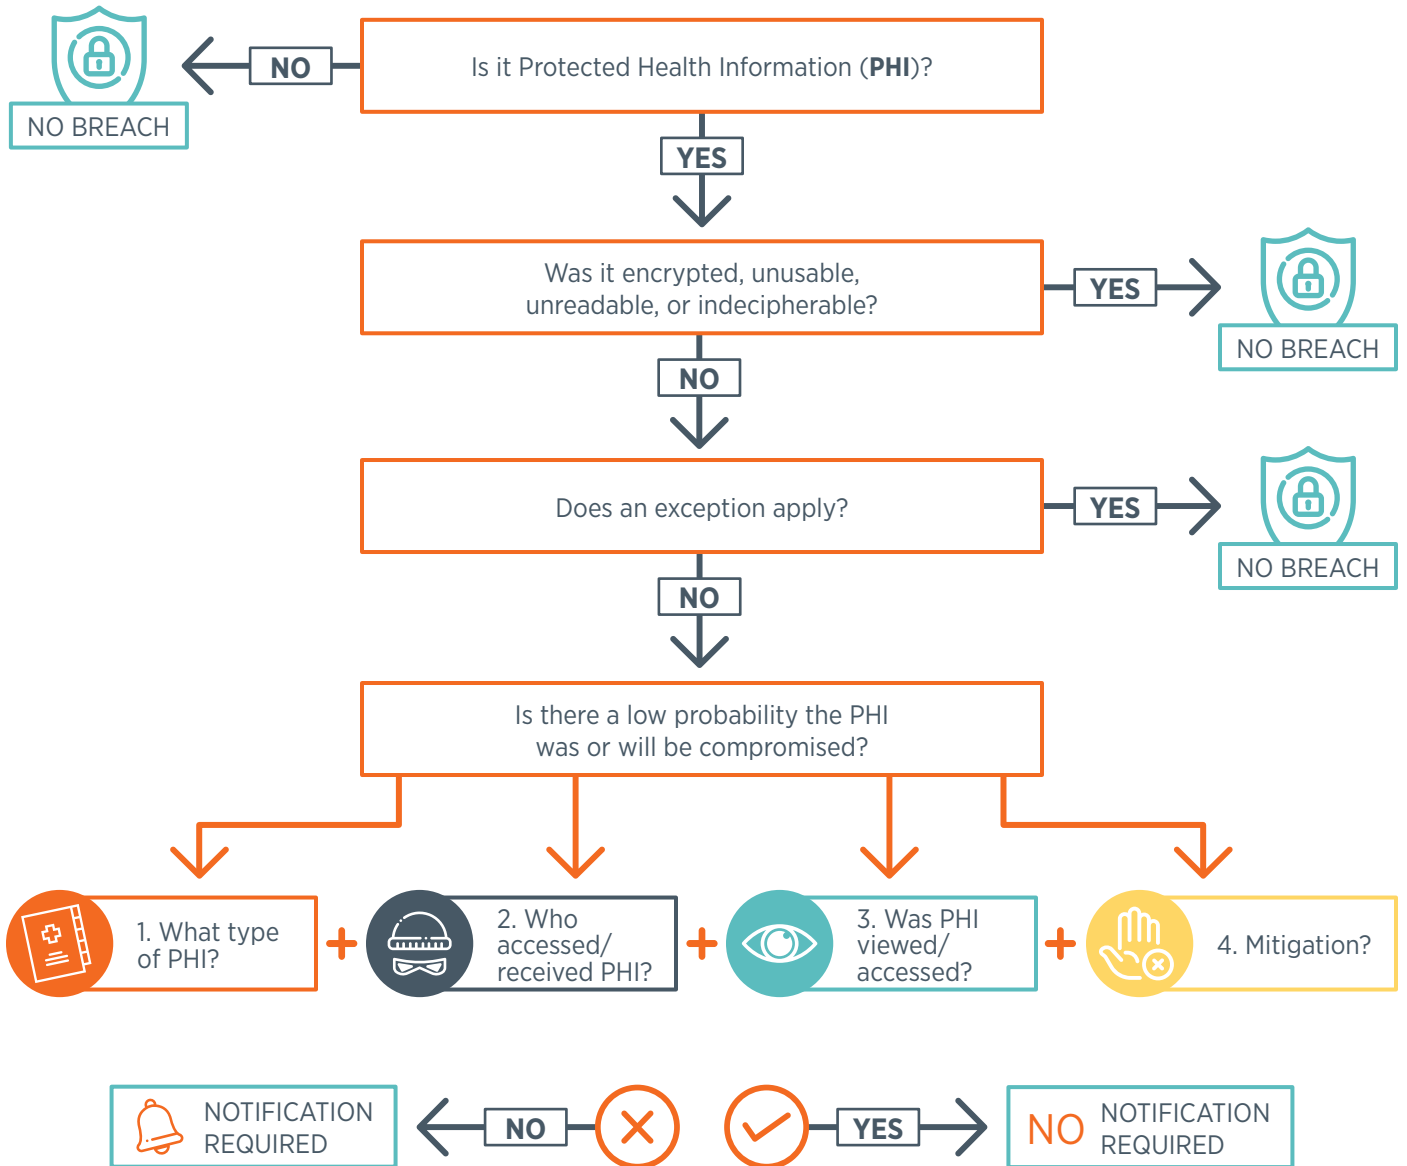 Is it Protected Health Information (PHI)?
NO
NO BREACH
YES
Was it encrypted, unusable,
unreadable, or indecipherable?
YES
NO BREACH
NO
Does an exception apply?
YES
NO BREACH
NO
Is there a low probability the PHI
was or will be compromised?
1. What type
of PHI?
2. Who
accessed/
received PHI?
3. Was PHI
viewed/
accessed?
4. Mitigation?
NOTIFICATION
REQUIRED
NO
YES
NO
NOTIFICATION
REQUIRED